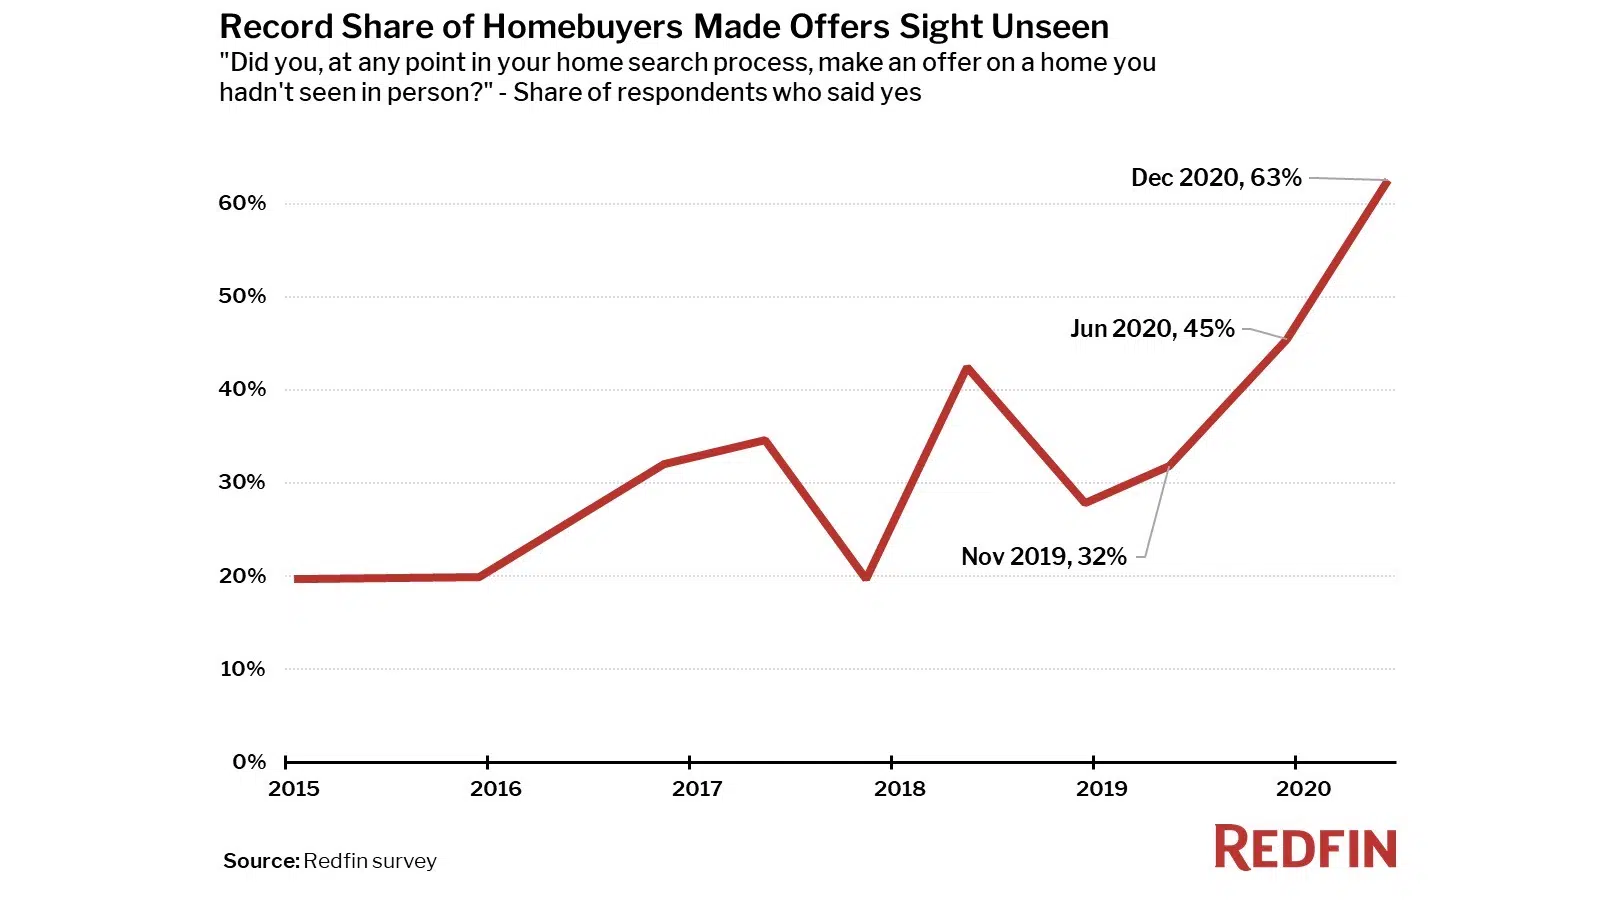 Record Share of Homebuyers Made Offers Sight Unseen
"Did you, at any point in your home search process, make an offer on a home you
hadn't seen in person?" - Share of respondents who said yes
Dec 2020, 63%
60%
50%
Jun 2020, 45%
40%
30%
Nov 2019, 32%
20%
10%
0%
2015 2016 2017 2018 2019 2020
Source: Redfin survey
REDFIN